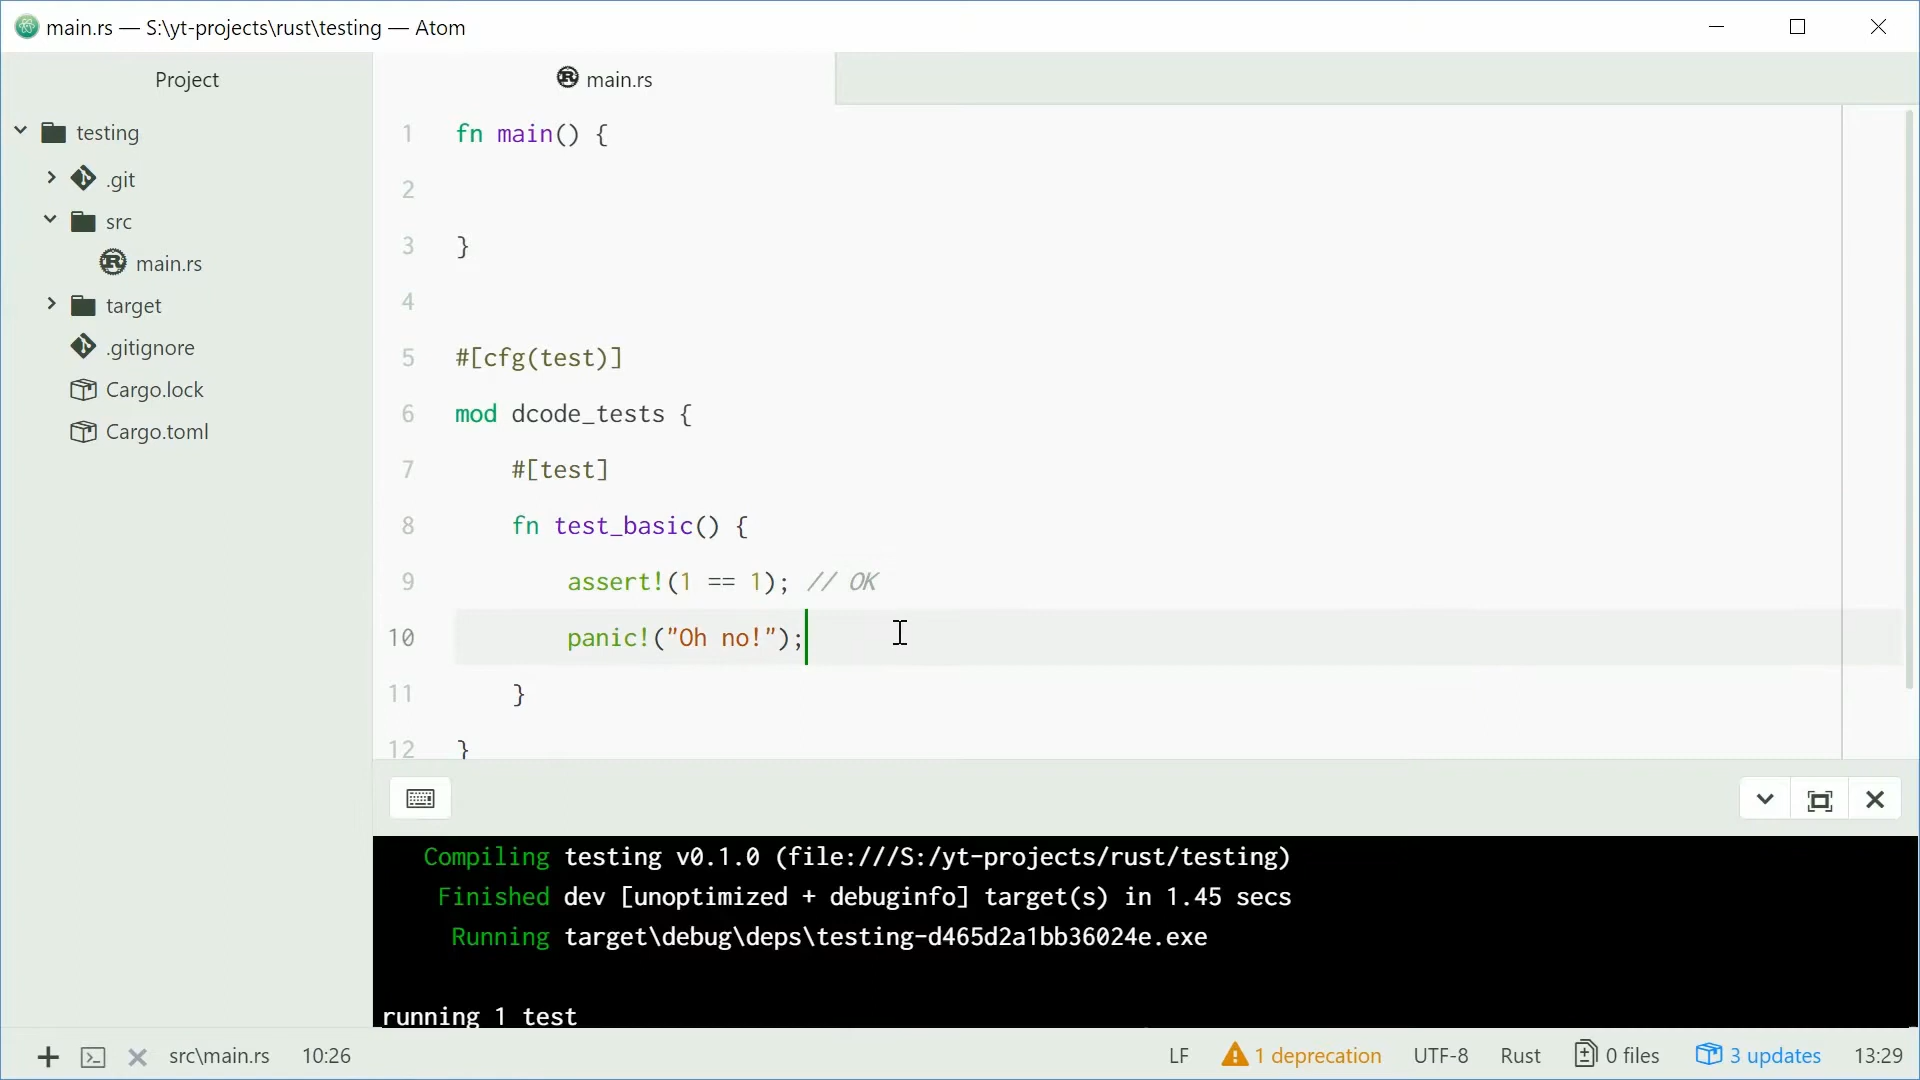 main.rs — S:\yt-projects\rust\testing — Atom
Project
testing
.git
src
main.rs
target
.gitignore
Cargo.lock
Cargo.toml
main.rs
1 fn main() {
2
3 }
4
5 #[cfg(test)]
6 mod dcode_tests {
7 #[test]
8 fn test_basic() {
9 assert!(1 == 1); // OK
10 panic!("Oh no!");
11 }
12 }
Compiling testing v0.1.0 (file:///S:/yt-projects/rust/testing)
Finished dev [unoptimized + debuginfo] target(s) in 1.45 secs
Running target\debug\deps\testing-d465d2a1bb36024e.exe
running 1 test
src\main.rs 10:26 LF 1 deprecation UTF-8 Rust 0 files 3 updates 13:29